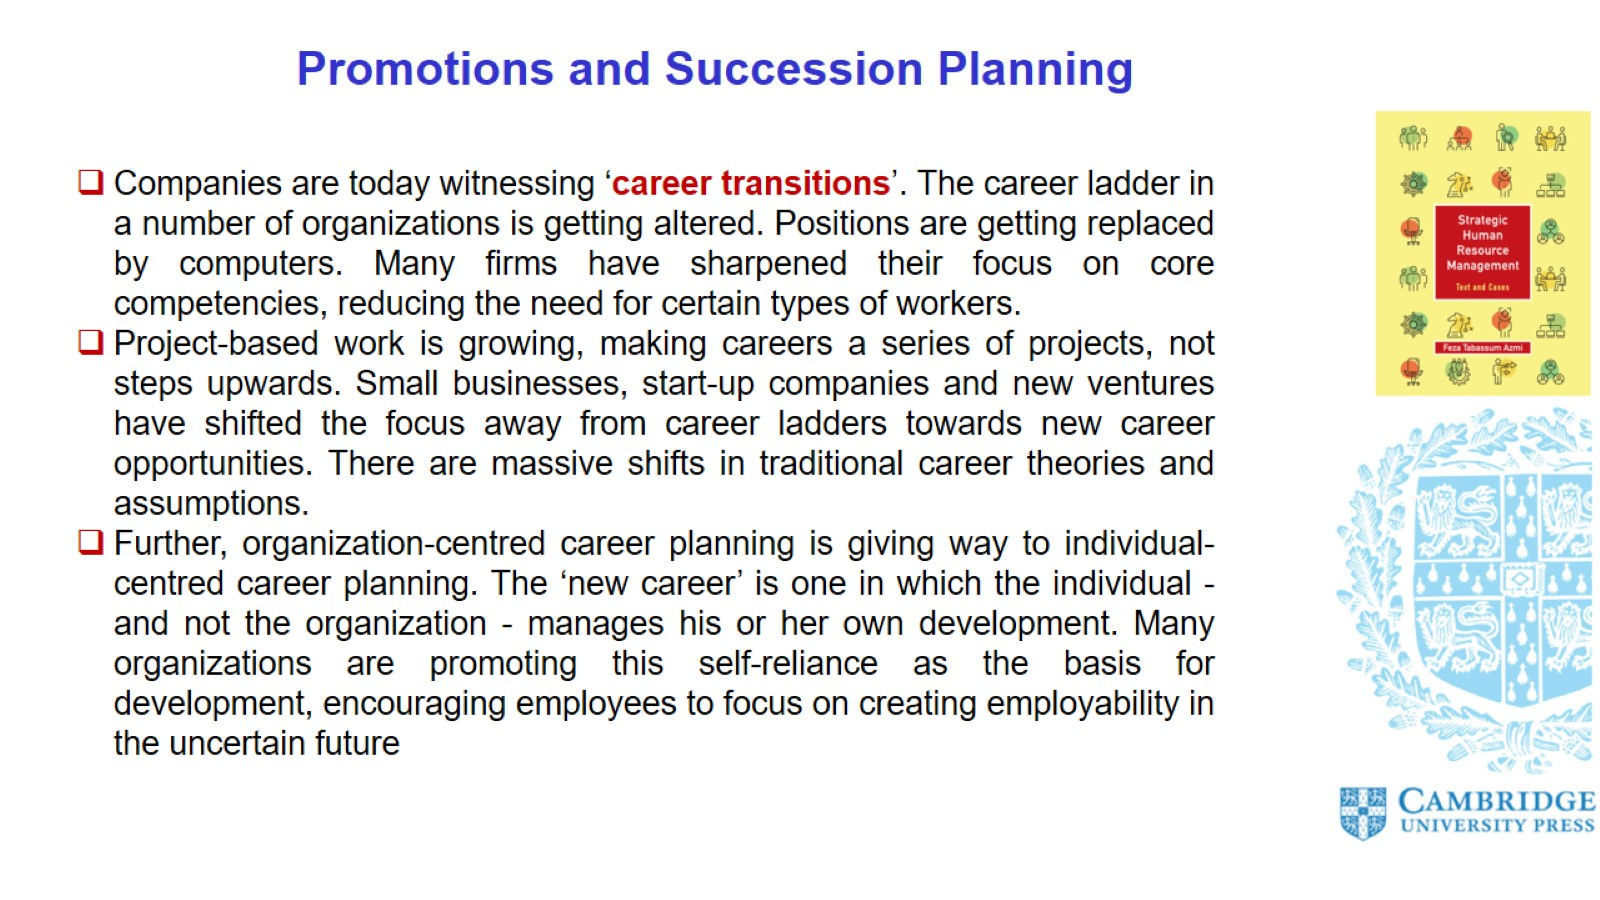 Promotions and Succession Planning
❑ Companies are today witnessing ‘career transitions’. The career ladder in
a number of organizations is getting altered. Positions are getting replaced
by computers. Many firms have sharpened their focus on core
competencies, reducing the need for certain types of workers.
❑ Project-based work is growing, making careers a series of projects, not
steps upwards. Small businesses, start-up companies and new ventures
have shifted the focus away from career ladders towards new career
opportunities. There are massive shifts in traditional career theories and
assumptions.
❑ Further, organization-centred career planning is giving way to individual-
centred career planning. The ‘new career’ is one in which the individual -
and not the organization - manages his or her own development. Many
organizations are promoting this self-reliance as the basis for
development, encouraging employees to focus on creating employability in
the uncertain future
Strategic
Human
Resource
Management
Text and Cases
Feza Tabassum Azmi
CAMBRIDGE
UNIVERSITY PRESS